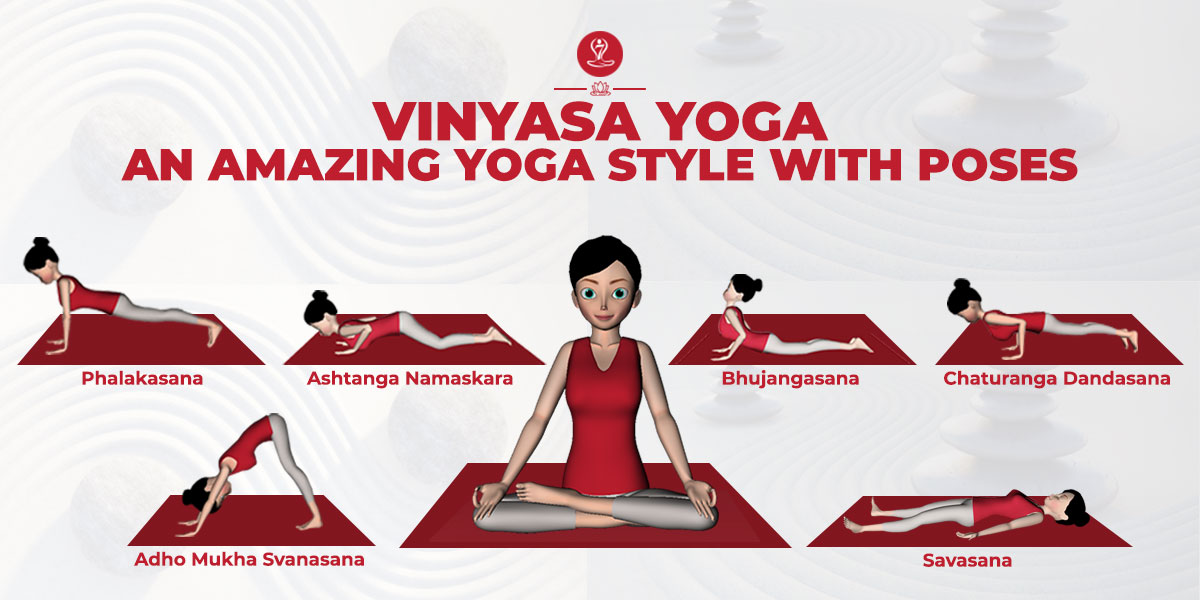 VINYASA YOGA
AN AMAZING YOGA STYLE WITH POSES
Phalakasana
Ashtanga Namaskara
Bhujangasana
Chaturanga Dandasana
Adho Mukha Svanasana
Savasana